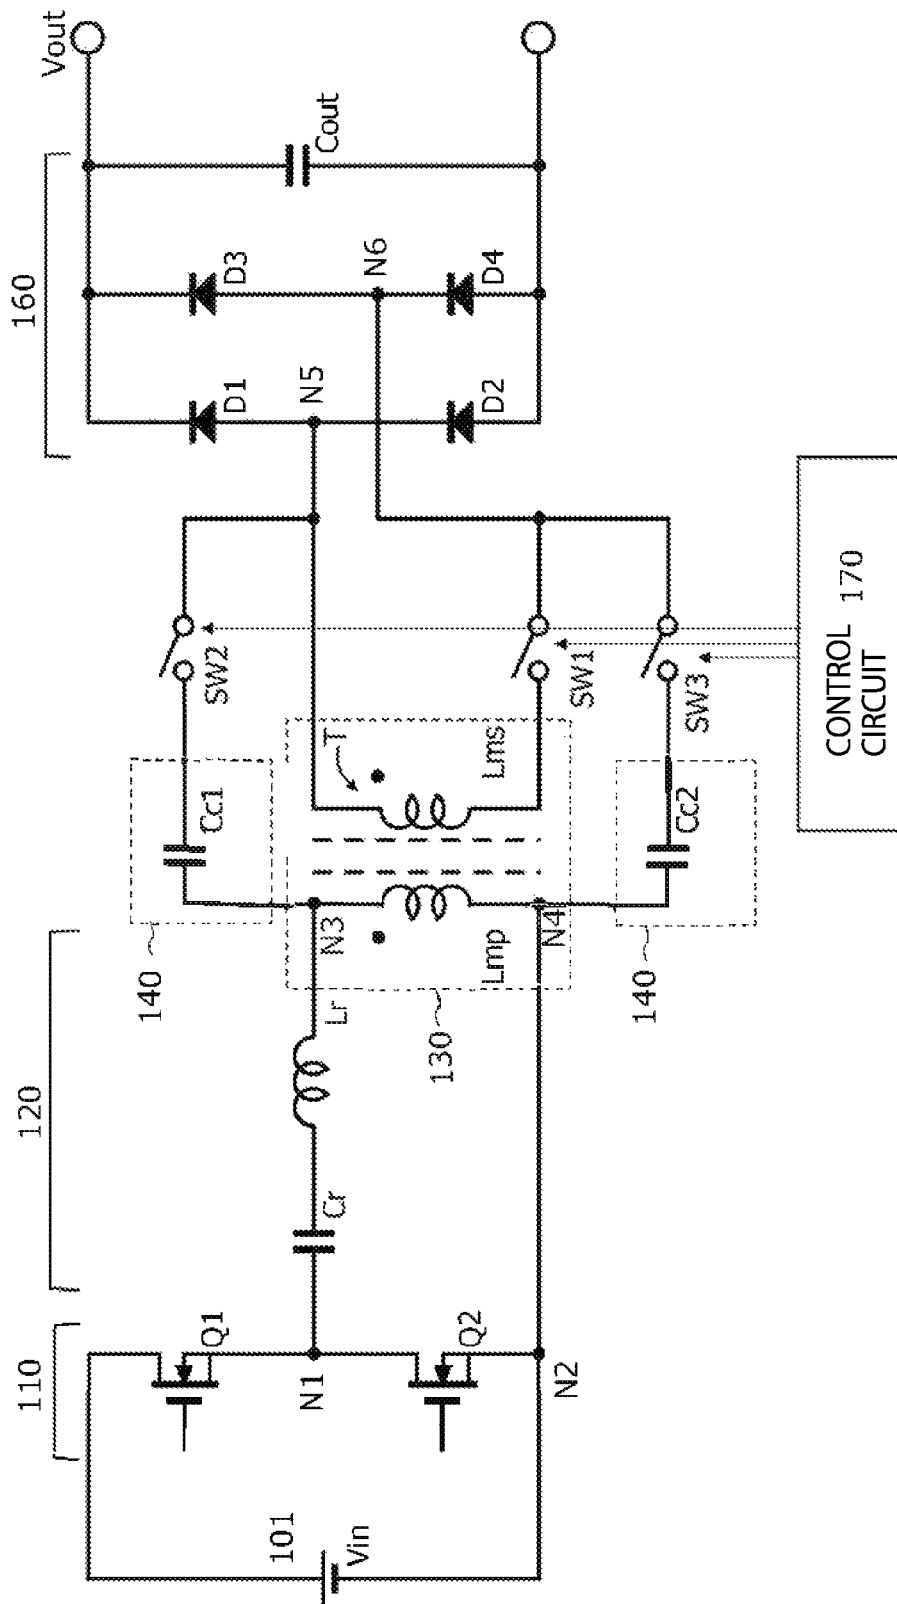 110
120
160
Vout
Q1
Cc1
SW2
D1
D3
101
140
Cout
Vin
N1
Cr
Lr
N3
T
N5
N6
Q2
Lmp
Lms
D2
D4
N2
130
N4
SW1
140
Cc2
SW3
CONTROL 170
CIRCUIT